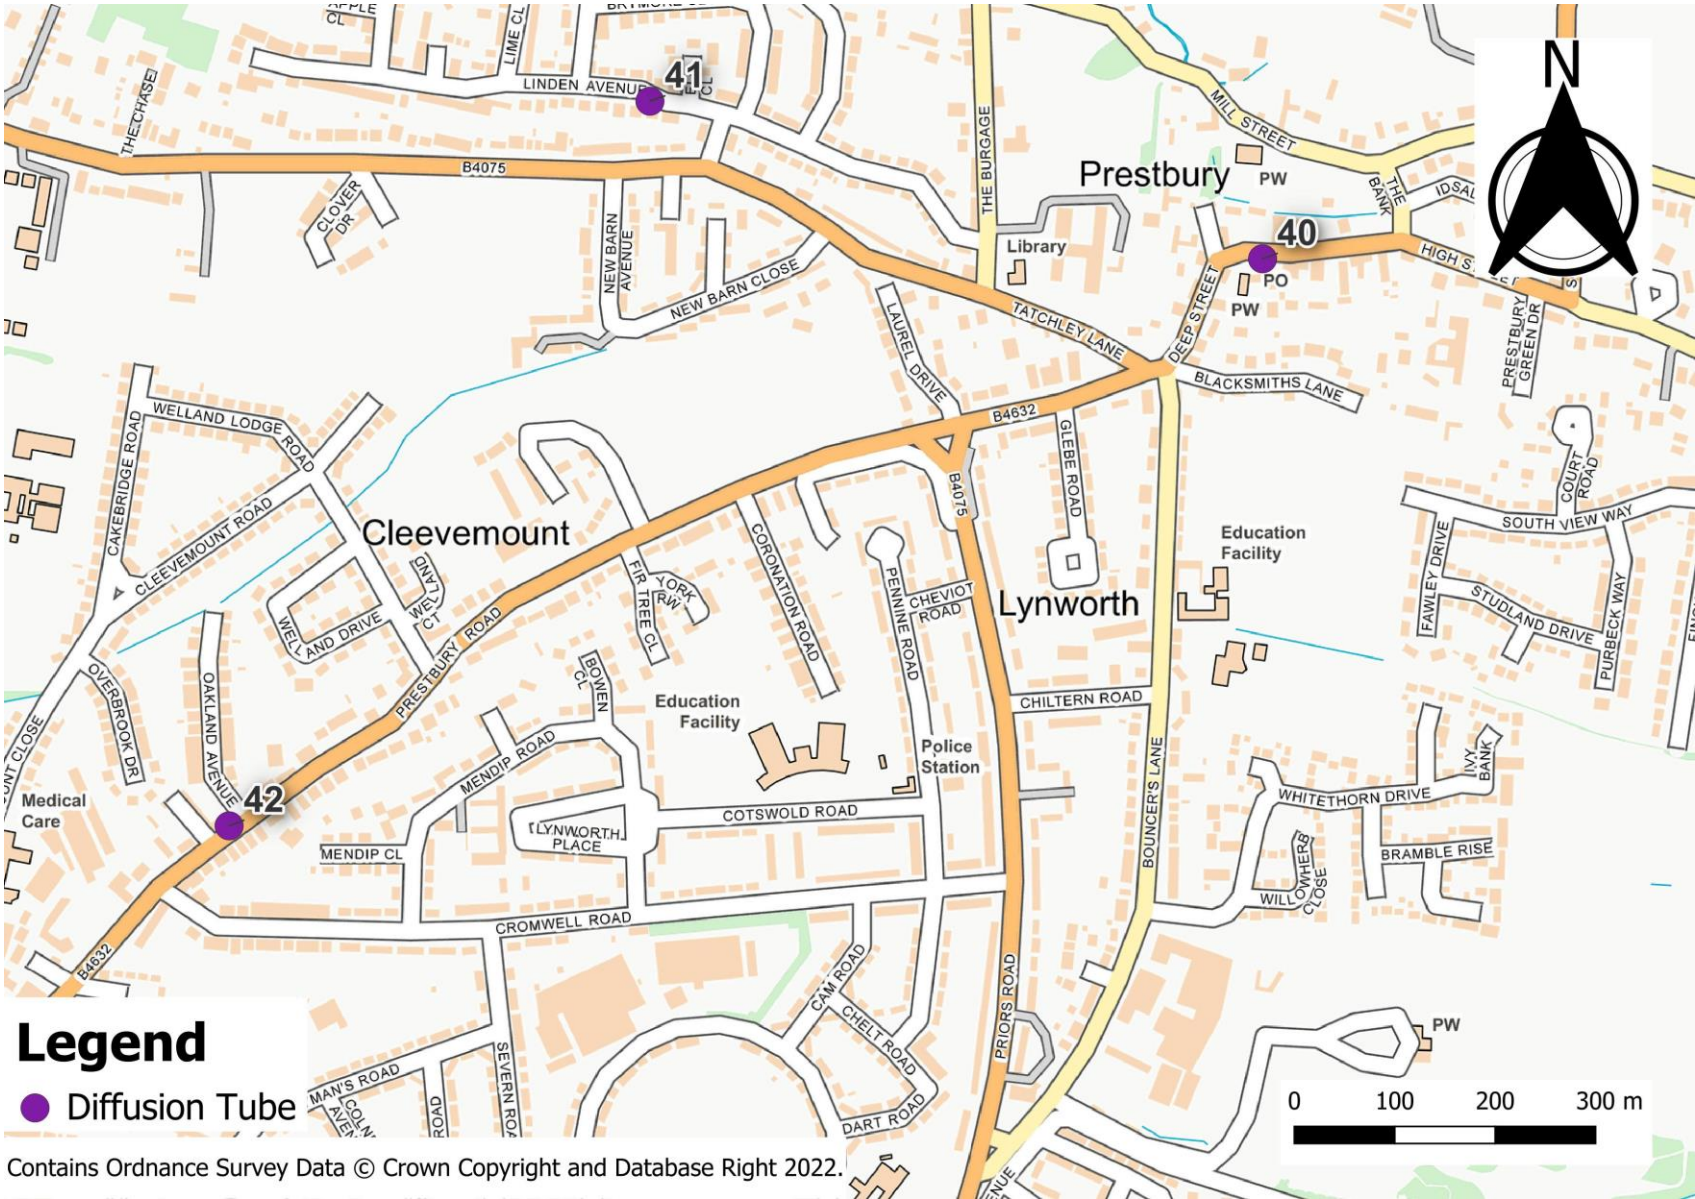 APPLE
CL
LIME CL
THE CHASE
LINDEN AVENUE
41
CL
B4075
CLOVER
DR
NEW BARN
AVENUE
NEW BARN CLOSE
THE BURGAGE
MILL STREET
Prestbury
PW
THE
BANK
N
Library
40
PO
PW
HIGH STREET
DEEP STREET
TATCHLEY LANE
LAUREL DRIVE
PRESTBURY
GREEN DR
BLACKSMITHS LANE
B4632
GLEBE ROAD
B4075
WELLAND LODGE ROAD
CAKEBRIDGE ROAD
CLEEVEMOUNT ROAD
Cleevemount
WELLAND
CT
WELLAND DRIVE
PRESTBURY ROAD
FIR TREE CL
YORK
RW
CORONATION ROAD
PENNINE ROAD
CHEVIOT
ROAD
Lynworth
Education
Facility
COURT
ROAD
SOUTH VIEW WAY
FAWLEY DRIVE
STUDLAND DRIVE
PURBECK WAY
OVERBROOK DR
OAKLAND AVENUE
BOWEN
CL
Education
Facility
CHILTERN ROAD
MENDIP ROAD
Police
Station
BOUNCER'S LANE
IVY
BANK
WHITETHORN DRIVE
Medical
Care
42
COTSWOLD ROAD
LYNWORTH
PLACE
MENDIP CL
BRAMBLE RISE
WILLOWHERB
CLOSE
CROMWELL ROAD
B4632
CAM ROAD
CHELT ROAD
PRIORS ROAD
PW
SEVERN ROA
MAN'S ROAD
ROAD
DART ROAD
Legend
Diffusion Tube
0 100 200 300 m
Contains Ordnance Survey Data © Crown Copyright and Database Right 2022.